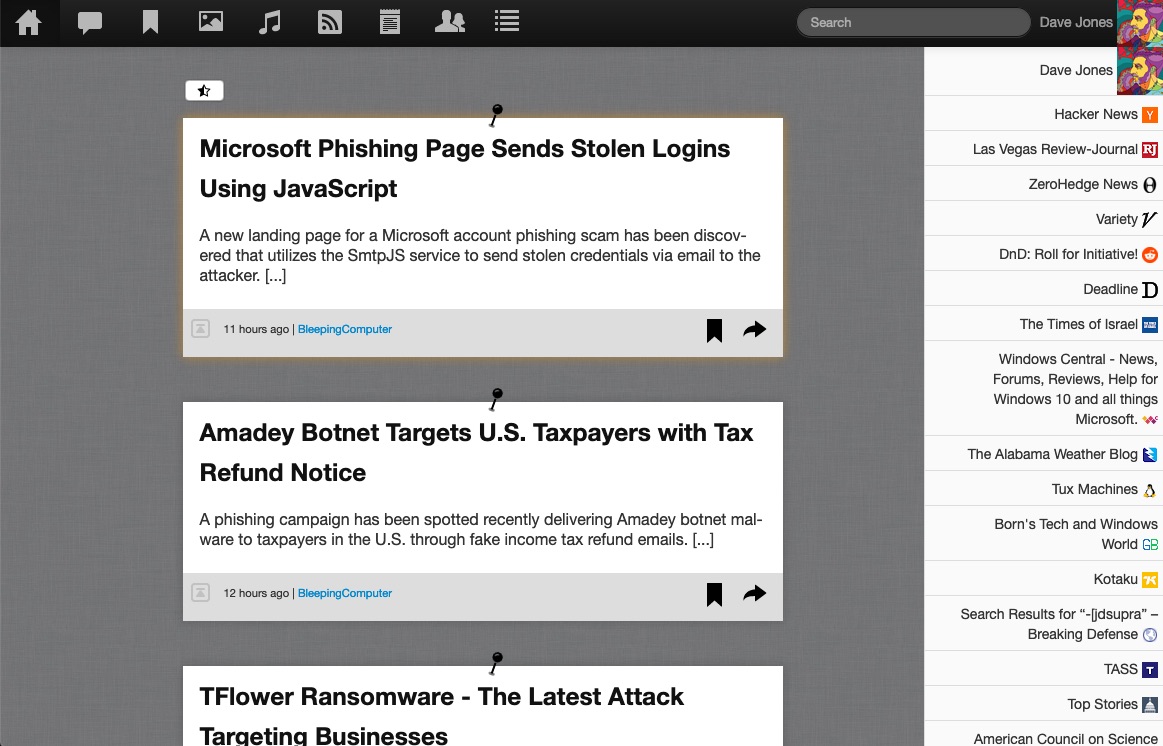 Search
Dave Jones
Microsoft Phishing Page Sends Stolen Logins
Using JavaScript
A new landing page for a Microsoft account phishing scam has been discov-
ered that utilizes the SmtpJS service to send stolen credentials via email to the
attacker. [...]
11 hours ago | BleepingComputer
Amadey Botnet Targets U.S. Taxpayers with Tax
Refund Notice
A phishing campaign has been spotted recently delivering Amadey botnet mal-
ware to taxpayers in the U.S. through fake income tax refund emails. [...]
12 hours ago | BleepingComputer
TFlower Ransomware - The Latest Attack
Targeting Businesses
Dave Jones
Hacker News Y
Las Vegas Review-Journal RJ
ZeroHedge News
Variety V
DnD: Roll for Initiative!
Deadline D
The Times of Israel
Windows Central - News,
Forums, Reviews, Help for
Windows 10 and all things
Microsoft.
The Alabama Weather Blog
Tux Machines
Born's Tech and Windows
World GB
Kotaku
Search Results for “-[jdsupra” –
Breaking Defense
TASS T
Top Stories
American Council on Science